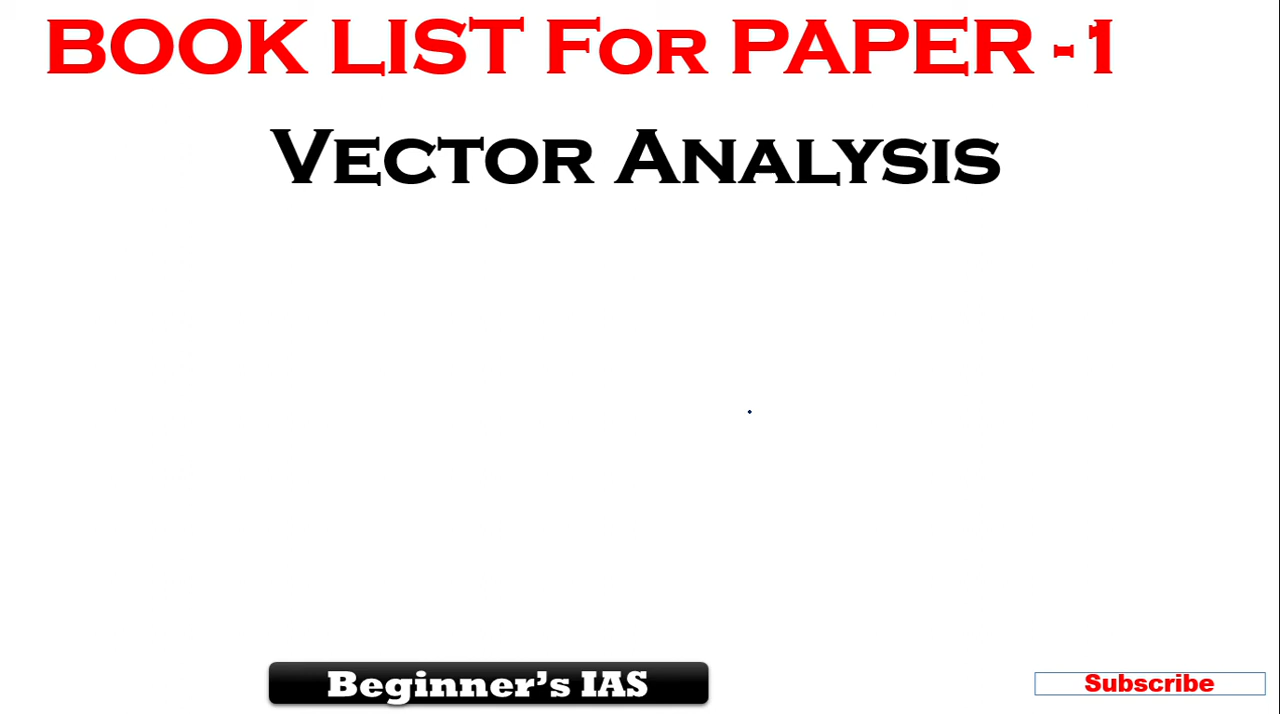 BOOK LIST For PAPER -1
Vector Analysis
Beginner's IAS
Subscribe